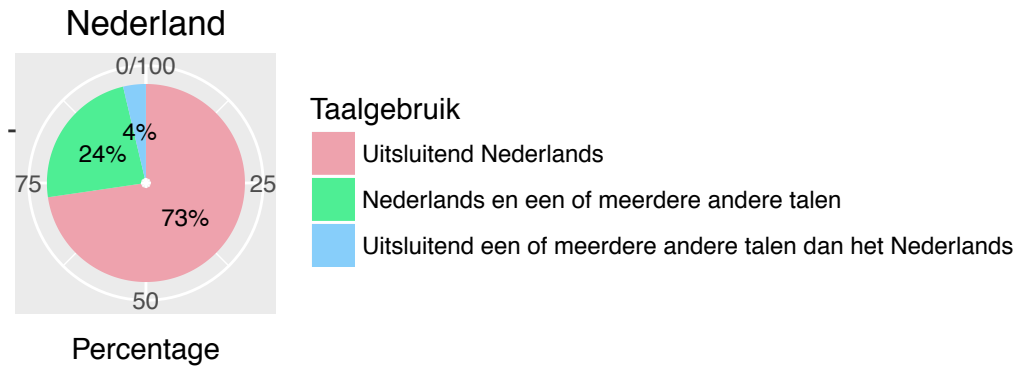 Nederland
0/100
4%
24%
75
25
73%
50
Percentage
Taalgebruik
Uitsluitend Nederlands
Nederlands en een of meerdere andere talen
Uitsluitend een of meerdere andere talen dan het Nederlands